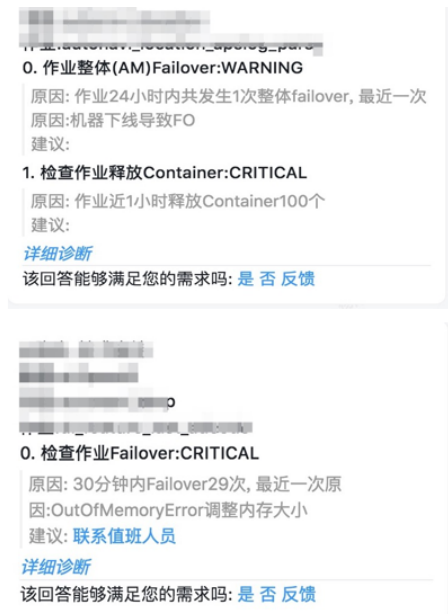 0. 作业整体(AM)Failover:WARNING
原因: 作业24小时内共发生1次整体failover, 最近一次
原因:机器下线导致FO
建议:
1. 检查作业释放Container:CRITICAL
原因: 作业近1小时释放Container100个
建议:
详细诊断
该回答能够满足您的需求吗: 是 否 反馈
0. 检查作业Failover:CRITICAL
原因: 30分钟内Failover29次, 最近一次原
因:OutOfMemoryError调整内存大小
建议: 联系值班人员
详细诊断
该回答能够满足您的需求吗: 是 否 反馈